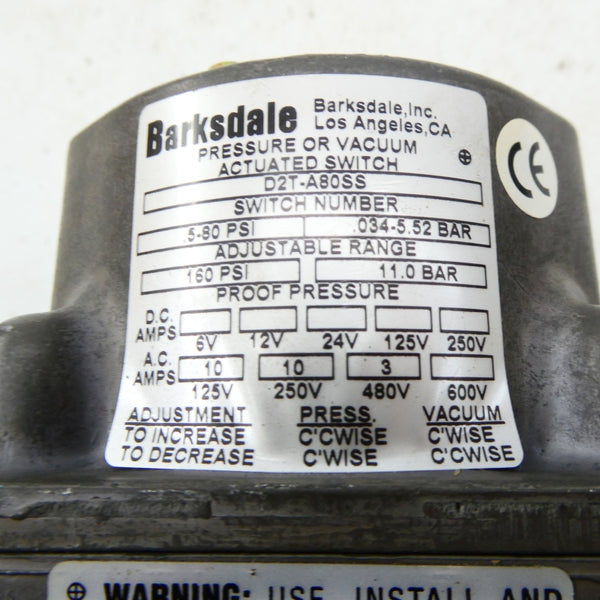 Barksdale Barksdale,Inc.
Los Angeles,CA
PRESSURE OR VACUUM
ACTUATED SWITCH
D2T-A80SS
SWITCH NUMBER
.5-80 PSI .034-5.52 BAR
ADJUSTABLE RANGE
160 PSI 11.0 BAR
PROOF PRESSURE
D.C. AMPS
6V 12V 24V 125V 250V
A.C. AMPS 10 10 3
125V 250V 480V 600V
ADJUSTMENT PRESS. VACUUM
TO INCREASE C'CWISE C'WISE
TO DECREASE C'WISE C'CWISE
CE
WARNING: USE, INSTALL AND